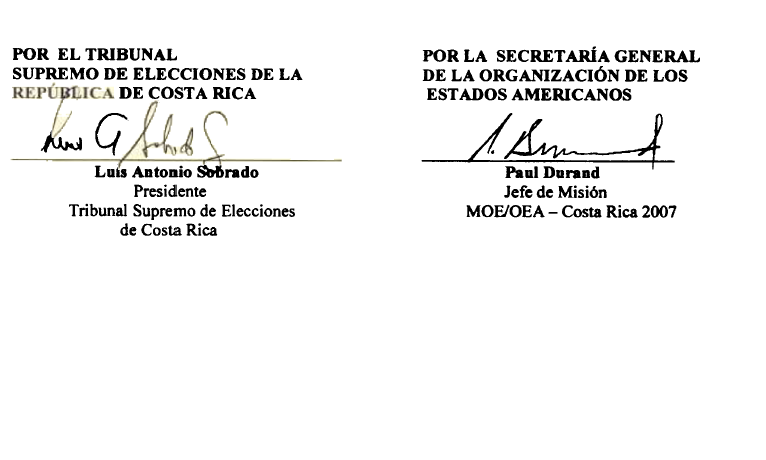 POR EL TRIBUNAL
SUPREMO DE ELECCIONES DE LA
REPÚBLICA DE COSTA RICA
Luis Antonio Sobrado
Presidente
Tribunal Supremo de Elecciones
de Costa Rica
POR LA SECRETARÍA GENERAL
DE LA ORGANIZACIÓN DE LOS
ESTADOS AMERICANOS
Paul Durand
Jefe de Misión
MOE/OEA – Costa Rica 2007